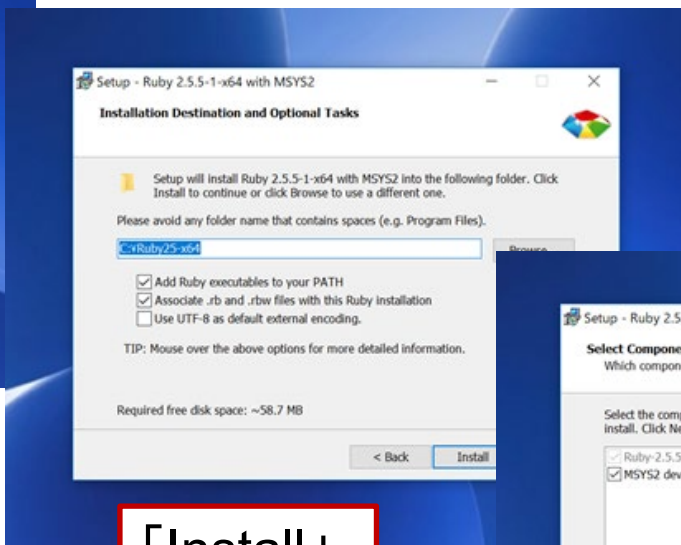 Setup - Ruby 2.5.5-1-x64 with MSYS2
Installation Destination and Optional Tasks
Setup will install Ruby 2.5.5-1-x64 with MSYS2 into the following folder. Click
Install to continue or click Browse to use a different one.
Please avoid any folder name that contains spaces (e.g. Program Files).
C:¥Ruby25-x64
Browse...
Add Ruby executables to your PATH
Associate .rb and .rbw files with this Ruby installation
Use UTF-8 as default external encoding.
TIP: Mouse over the above options for more detailed information.
Required free disk space: ~58.7 MB
< Back
Install
「Install」
Setup - Ruby 2.5
Select Compone
Which compon
Select the comp
install. Click Ne
Ruby-2.5.5
MSYS2 dev